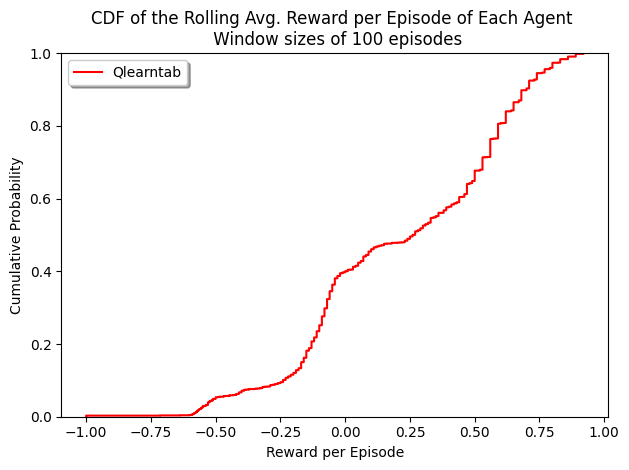 CDF of the Rolling Avg. Reward per Episode of Each Agent
Window sizes of 100 episodes
Qlearntab
Cumulative Probability
1.0
0.8
0.6
0.4
0.2
0.0
−1.00 −0.75 −0.50 −0.25 0.00 0.25 0.50 0.75 1.00
Reward per Episode